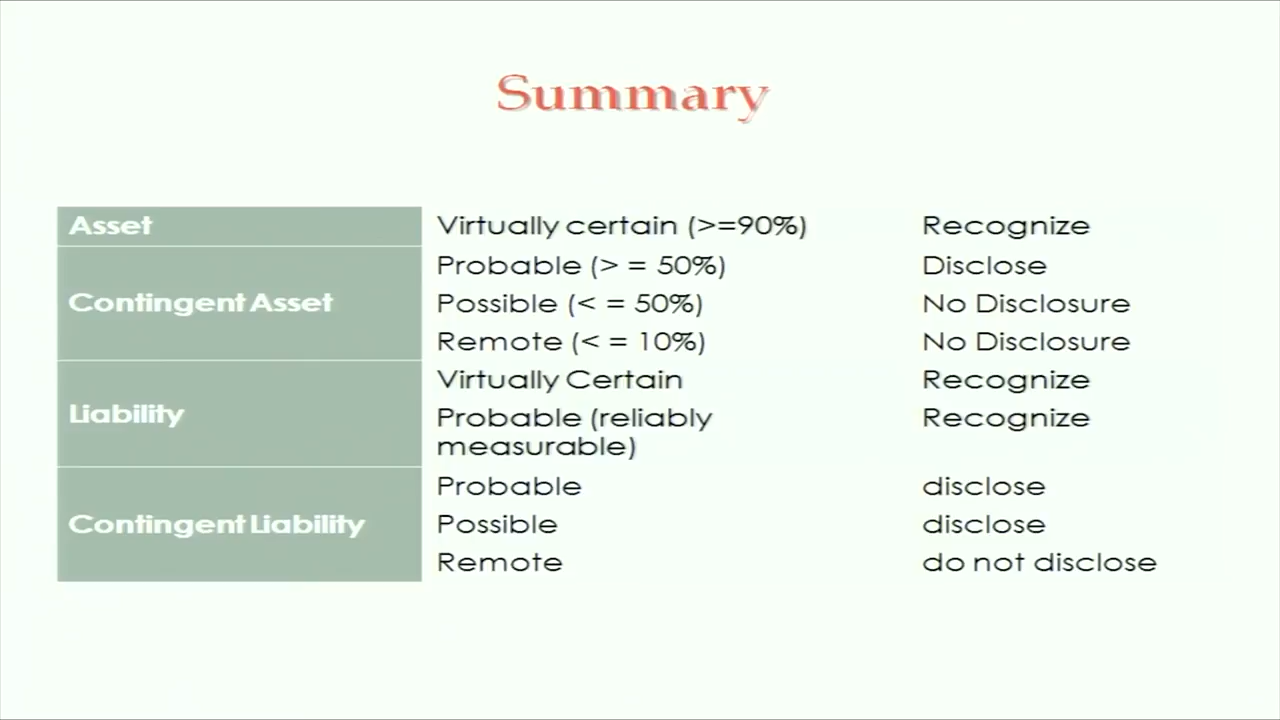 Summary
Asset Virtually certain (>=90%) Recognize
Probable (> = 50%) Disclose
Contingent Asset Possible (< = 50%) No Disclosure
Remote (< = 10%) No Disclosure
Virtually Certain Recognize
Liability Probable (reliably Recognize
measurable)
Probable disclose
Contingent Liability Possible disclose
Remote do not disclose